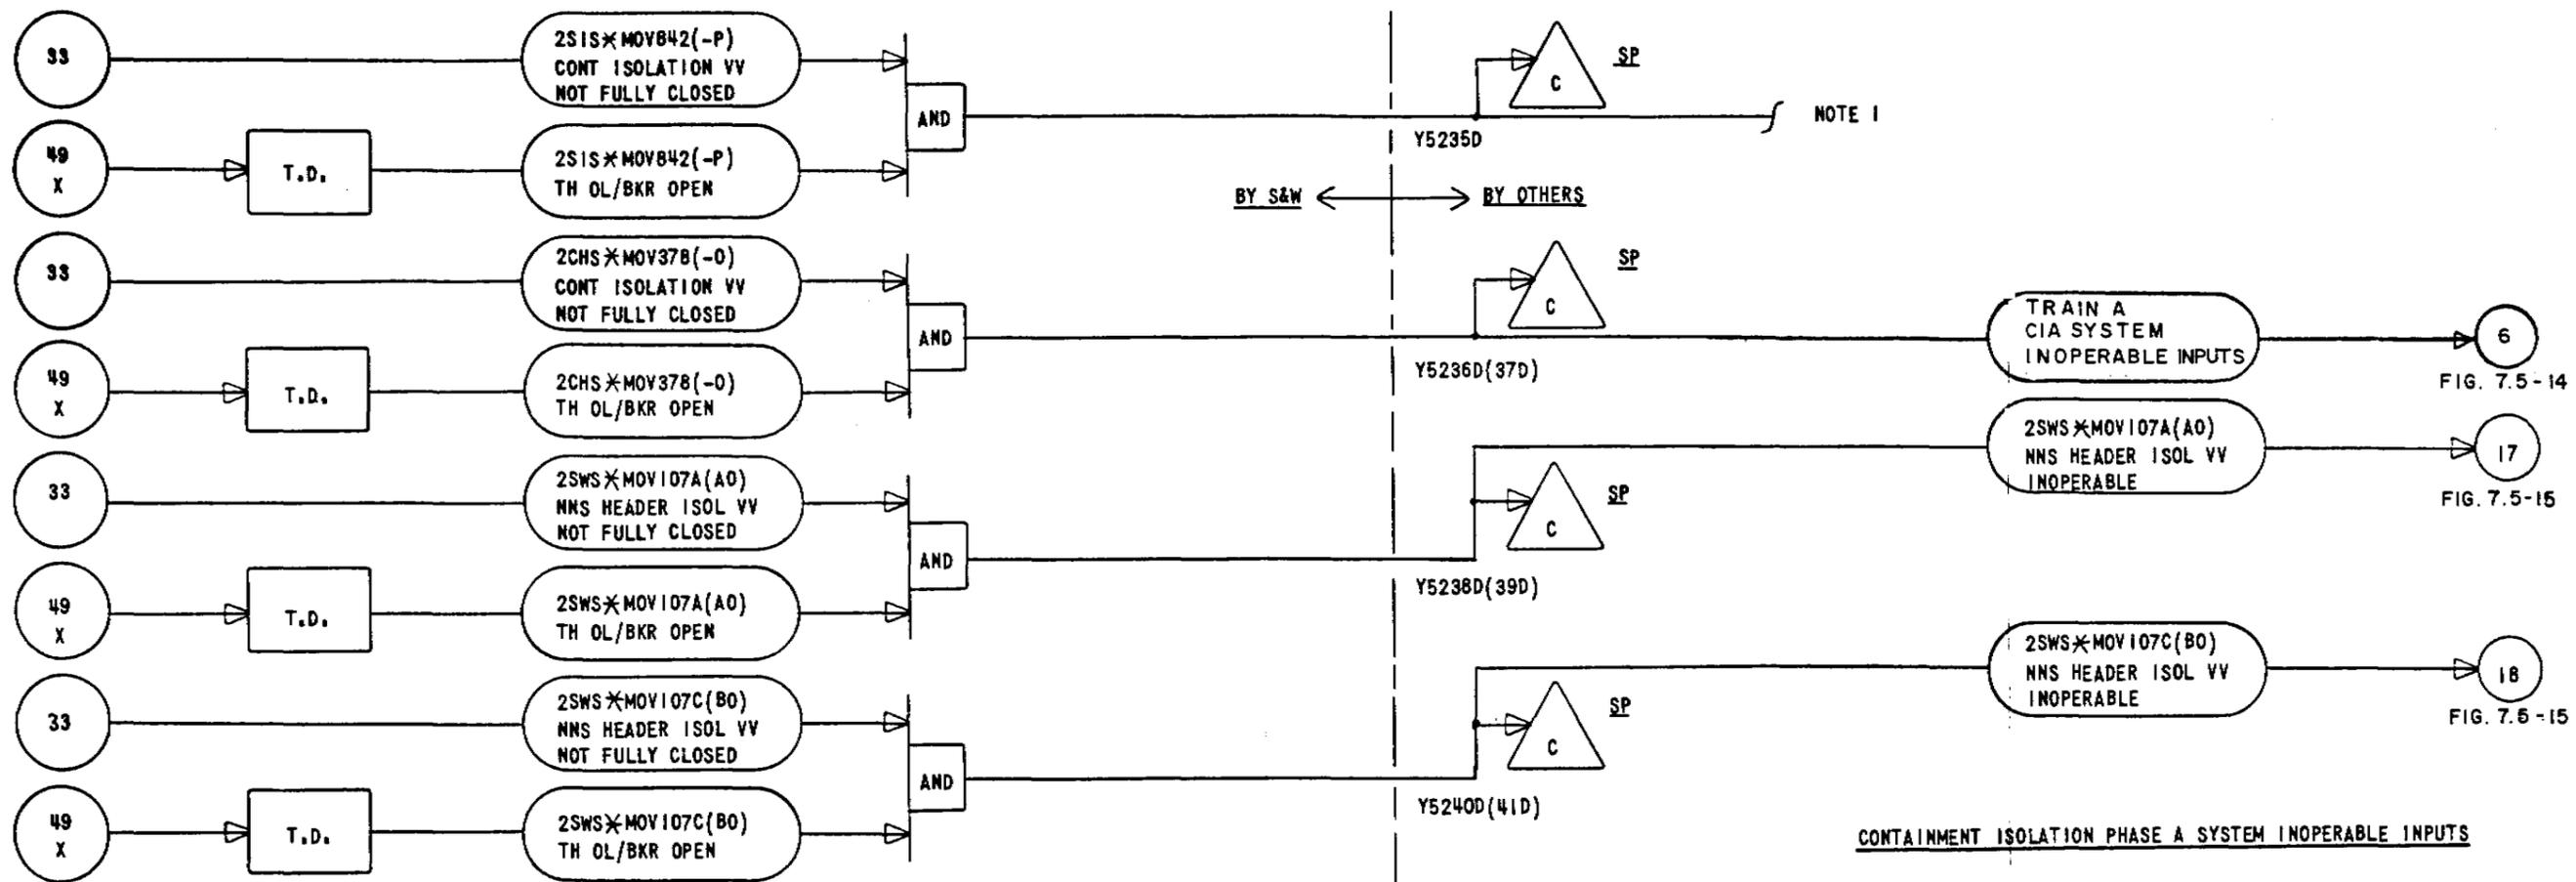 33
2SIS*MOV842(-P)
CONT ISOLATION VV
NOT FULLY CLOSED
49
X
T.D.
2SIS*MOV842(-P)
TH OL/BKR OPEN
AND
C
SP
Y5235D
NOTE 1
BY S&W
BY OTHERS
33
2CHS*MOV378(-O)
CONT ISOLATION VV
NOT FULLY CLOSED
49
X
T.D.
2CHS*MOV378(-O)
TH OL/BKR OPEN
AND
C
SP
Y5236D(37D)
TRAIN A
CIA SYSTEM
INOPERABLE INPUTS
6
FIG. 7.5-14
33
2SWS*MOV107A(AO)
NNS HEADER ISOL VV
NOT FULLY CLOSED
49
X
T.D.
2SWS*MOV107A(AO)
TH OL/BKR OPEN
AND
C
SP
Y5238D(39D)
2SWS*MOV107A(AO)
NNS HEADER ISOL VV
INOPERABLE
17
FIG. 7.5-15
33
2SWS*MOV107C(BO)
NNS HEADER ISOL VV
NOT FULLY CLOSED
49
X
T.D.
2SWS*MOV107C(BO)
TH OL/BKR OPEN
AND
C
SP
Y5240D(41D)
2SWS*MOV107C(BO)
NNS HEADER ISOL VV
INOPERABLE
18
FIG. 7.5-15
CONTAINMENT ISOLATION PHASE A SYSTEM INOPERABLE INPUTS